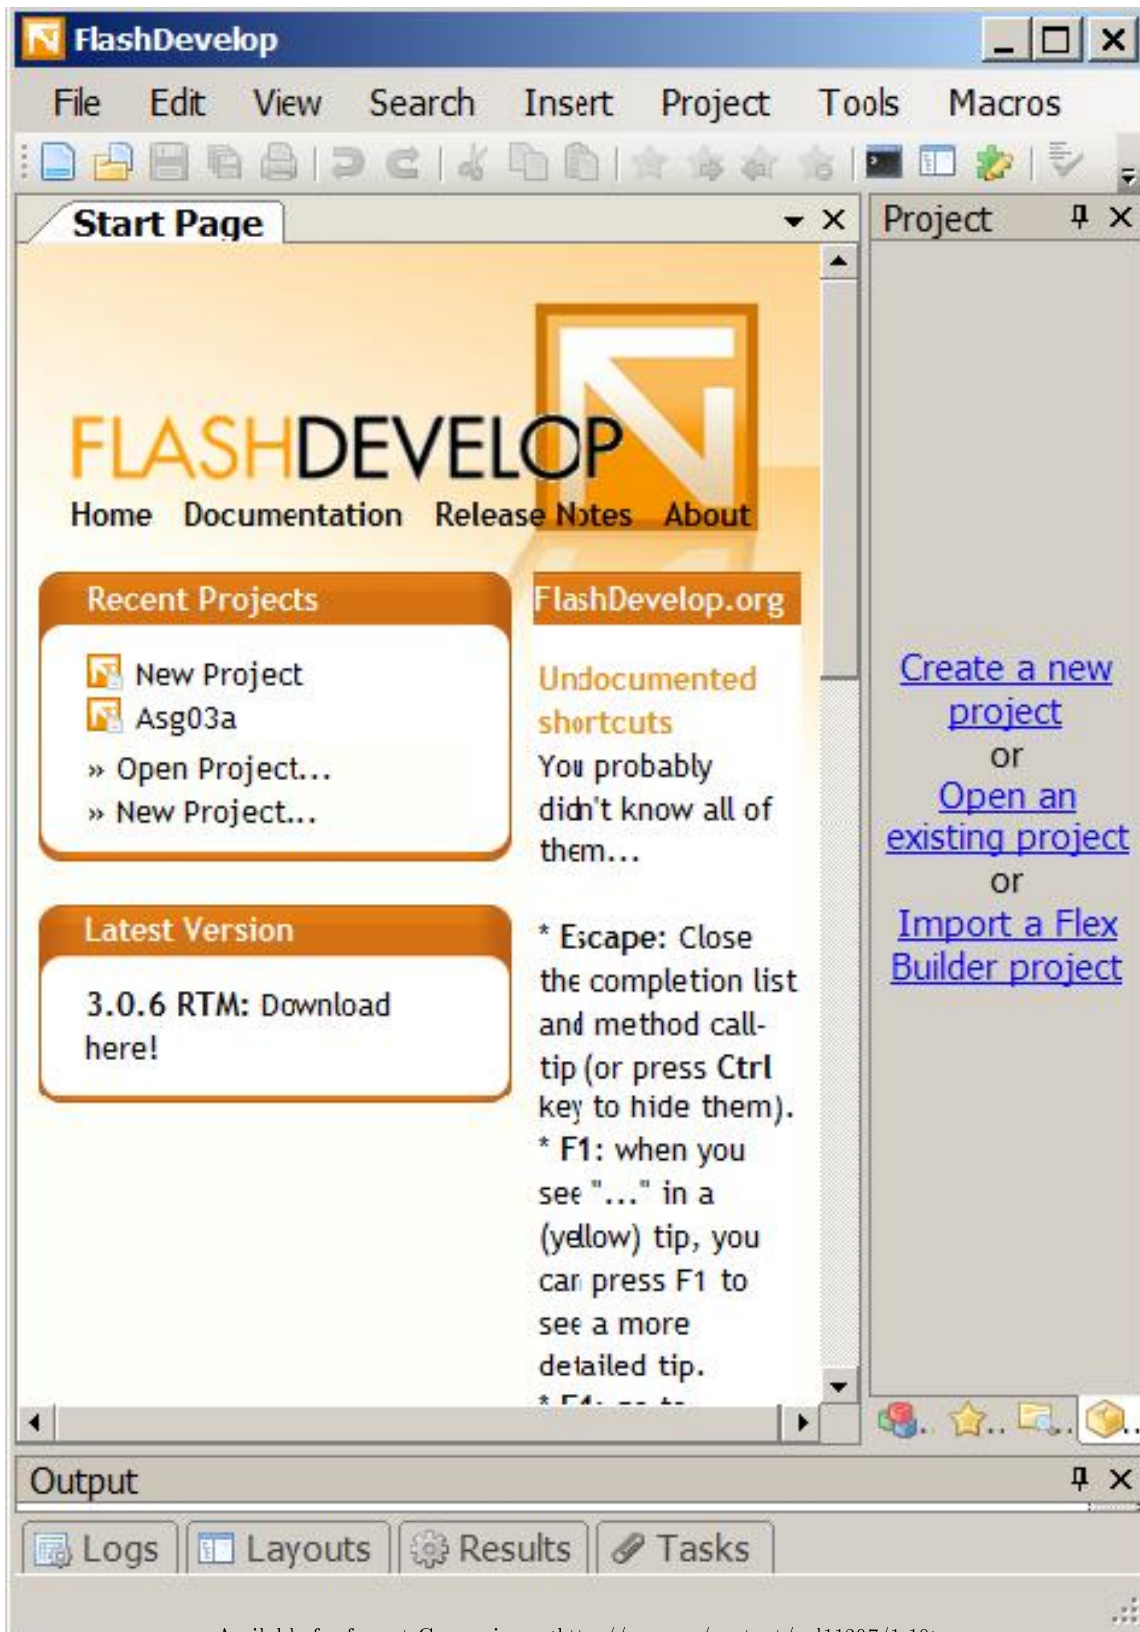 FlashDevelop
File Edit View Search Insert Project Tools Macros
Start Page
FLASHDEVELOP
Home Documentation Release Notes About
Recent Projects
New Project
Asg03a
» Open Project...
» New Project...
Latest Version
3.0.6 RTM: Download
here!
FlashDevelop.org
Undocumented
shortcuts
You probably
didn't know all of
them...
* Escape: Close
the completion list
and method call-
tip (or press Ctrl
key to hide them).
* F1: when you
see "..." in a
(yellow) tip, you
can press F1 to
see a more
detailed tip.
Project
Create a new
project
or
Open an
existing project
or
Import a Flex
Builder project
Output
Logs Layouts Results Tasks